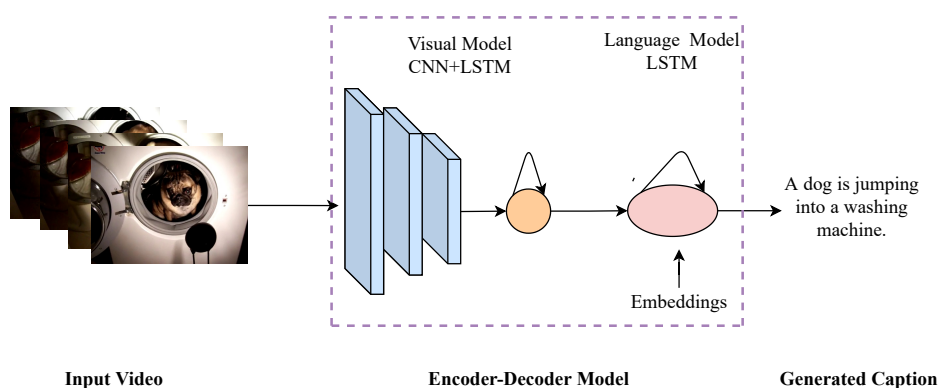 Visual Model
CNN+LSTM
Language Model
LSTM
A dog is jumping
into a washing
machine.
Embeddings
Input Video
Encoder-Decoder Model
Generated Caption